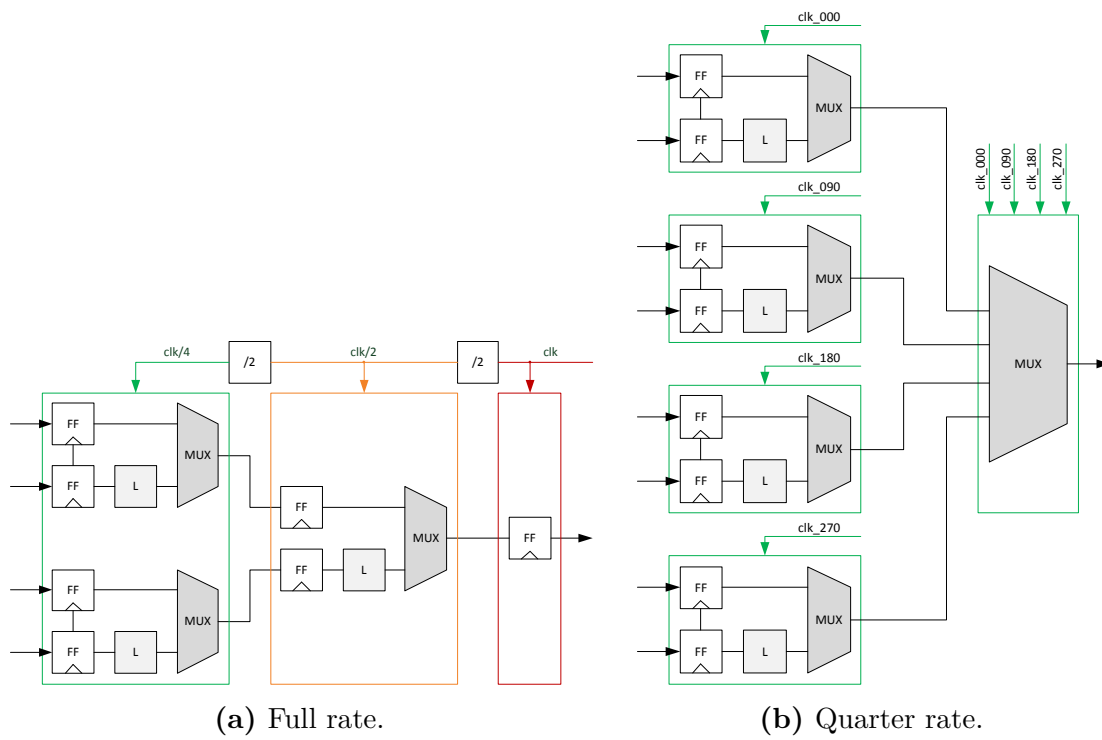 clk_000
FF
MUX
FF
L
clk_090
FF
MUX
FF
L
clk_180
FF
MUX
FF
L
clk_270
FF
MUX
FF
L
clk_000
clk_090
clk_180
clk_270
MUX
clk/4
/2
clk/2
/2
clk
FF
MUX
FF
L
FF
MUX
FF
L
FF
MUX
FF
L
FF
(a) Full rate.
(b) Quarter rate.